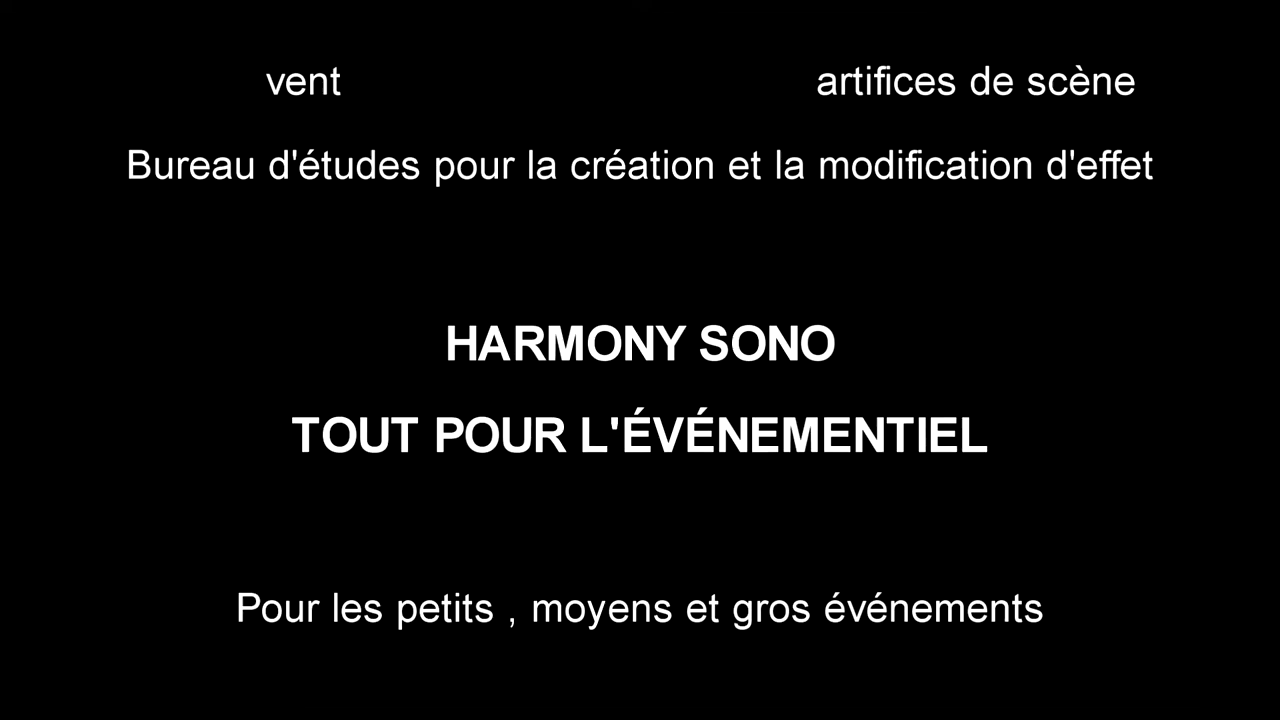 vent artifices de scène
Bureau d'études pour la création et la modification d'effet
HARMONY SONO
TOUT POUR L'ÉVÉNEMENTIEL
Pour les petits , moyens et gros événements